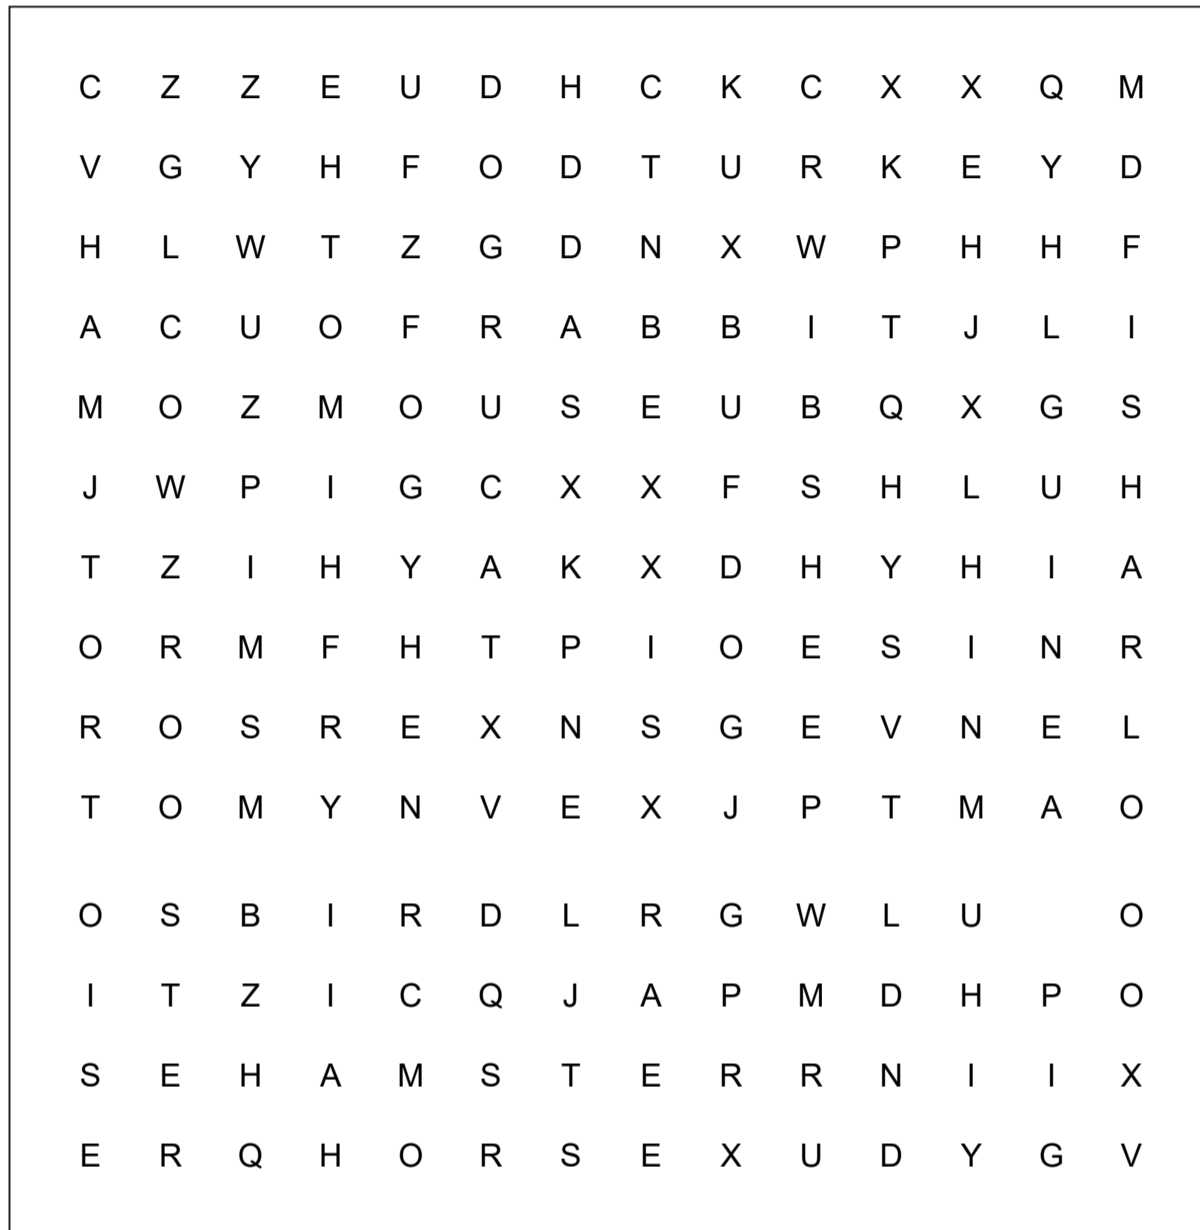 C Z Z E U D H C K C X X Q M
V G Y H F O D T U R K E Y D
H L W T Z G D N X W P H H F
A C U O F R A B B I T J L I
M O Z M O U S E U B Q X G S
J W P I G C X X F S H L U H
T Z I H Y A K X D H Y H I A
O R M F H T P I O E S I N R
R O S R E X N S G E V N E L
T O M Y N V E X J P T M A O
O S B I R D L R G W L U O
I T Z I C Q J A P M D H P O
S E H A M S T E R R N I I X
E R Q H O R S E X U D Y G V